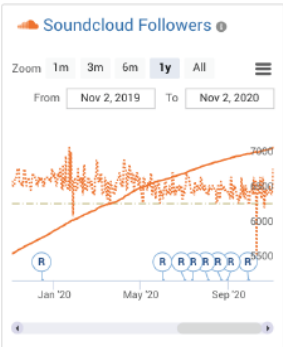 Soundcloud Followers
Zoom 1m 3m 6m 1y All
From Nov 2, 2019 To Nov 2, 2020
7000
6500
6000
5500
R R R R R R R R
Jan '20 May '20 Sep '20